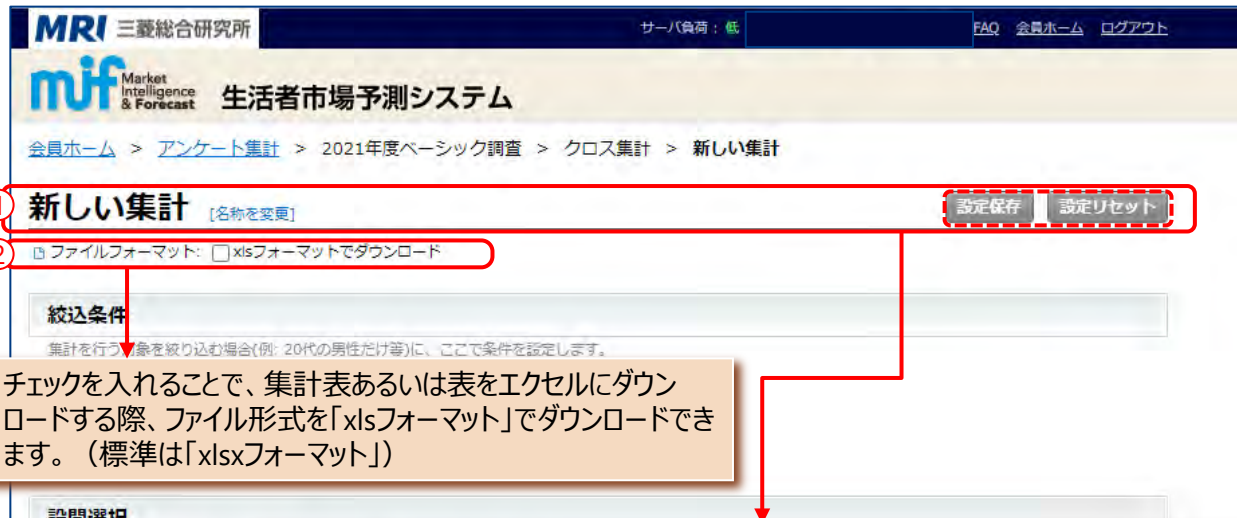 MRI 三菱総合研究所 サーバ負荷：低 FAQ 会員ホーム ログアウト
mif Market Intelligence & Forecast 生活者市場予測システム
会員ホーム > アンケート集計 > 2021年度ベーシック調査 > クロス集計 > 新しい集計
1 新しい集計 [名称を変更] 設定保存 設定リセット
2 ファイルフォーマット: xlsフォーマットでダウンロード
絞込条件
集計を行う対象を絞り込む場合(例: 20代の男性だけ等)に、ここで条件を設定します。
チェックを入れることで、集計表あるいは表をエクセルにダウン
ロードする際、ファイル形式を「xlsフォーマット」でダウンロードでき
ます。（標準は「xlsxフォーマット」）
設問選択